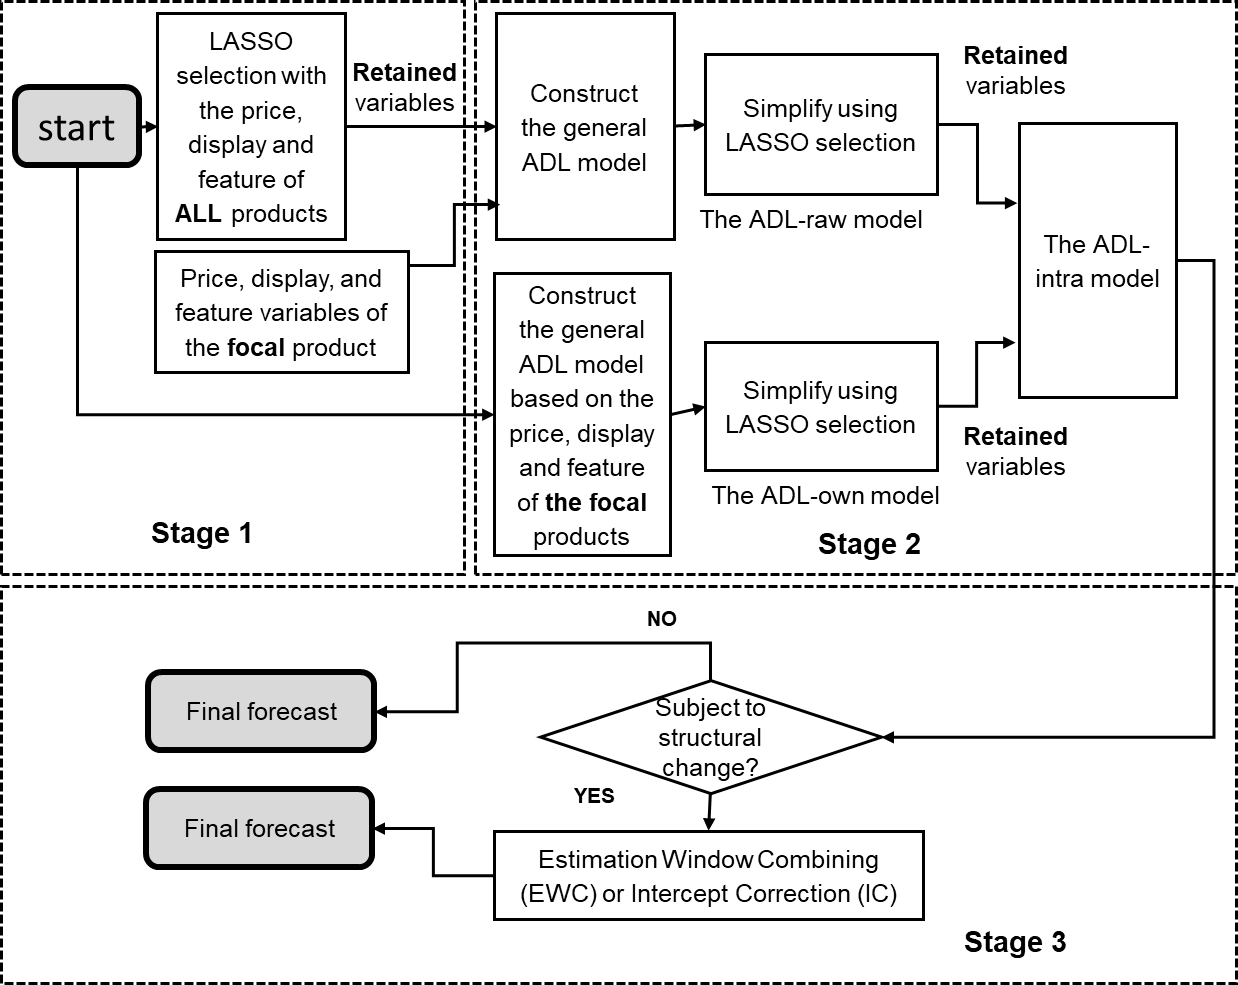 start
LASSO
selection with
the price,
display and
feature of
ALL products
Retained
variables
Price, display, and
feature variables of
the focal product
Stage 1
Construct
the general
ADL model
Simplify using
LASSO selection
The ADL-raw model
Retained
variables
The ADL-
intra model
Construct
the general
ADL model
based on the
price, display
and feature
of the focal
products
Simplify using
LASSO selection
The ADL-own model
Retained
variables
Stage 2
NO
Subject to
structural
change?
YES
Final forecast
Final forecast
Estimation Window Combining
(EWC) or Intercept Correction (IC)
Stage 3